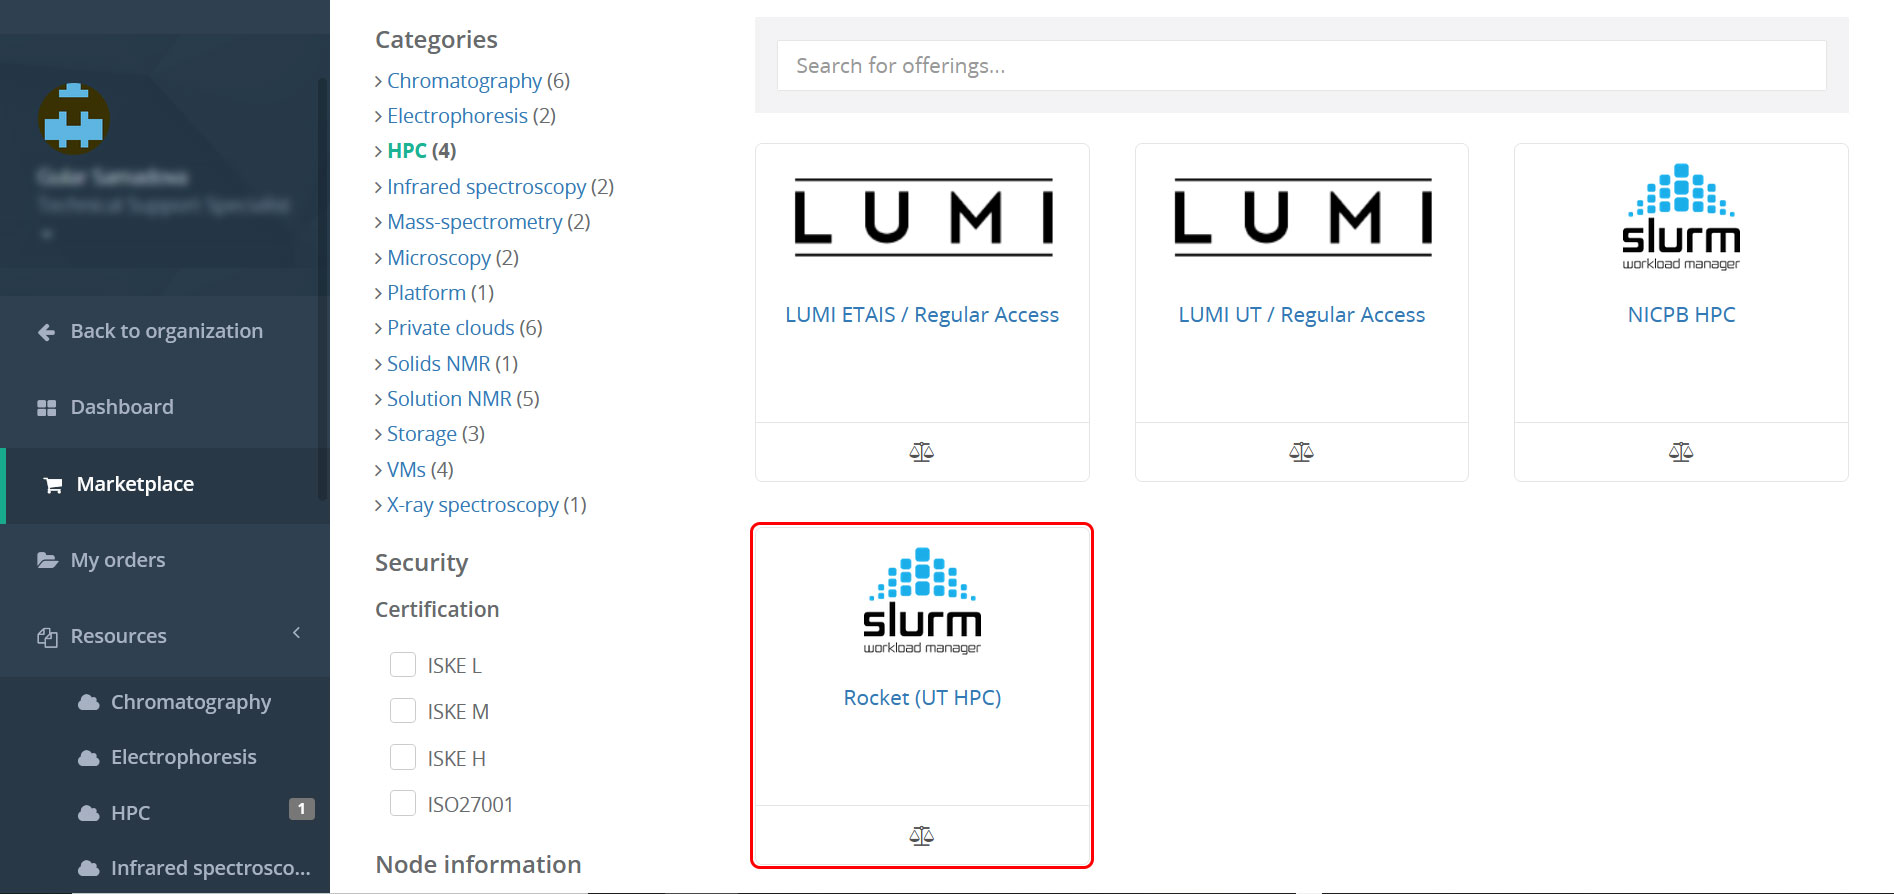 Back to organization
Dashboard
Marketplace
My orders
Resources
Chromatography
Electrophoresis
HPC 1
Infrared spectrosco...
Categories
Chromatography (6)
Electrophoresis (2)
HPC (4)
Infrared spectroscopy (2)
Mass-spectrometry (2)
Microscopy (2)
Platform (1)
Private clouds (6)
Solids NMR (1)
Solution NMR (5)
Storage (3)
VMs (4)
X-ray spectroscopy (1)
Security
Certification
ISKE L
ISKE M
ISKE H
ISO27001
Node information
Search for offerings...
LUMI
LUMI ETAIS / Regular Access
LUMI
LUMI UT / Regular Access
slurm
workload manager
NICPB HPC
slurm
workload manager
Rocket (UT HPC)